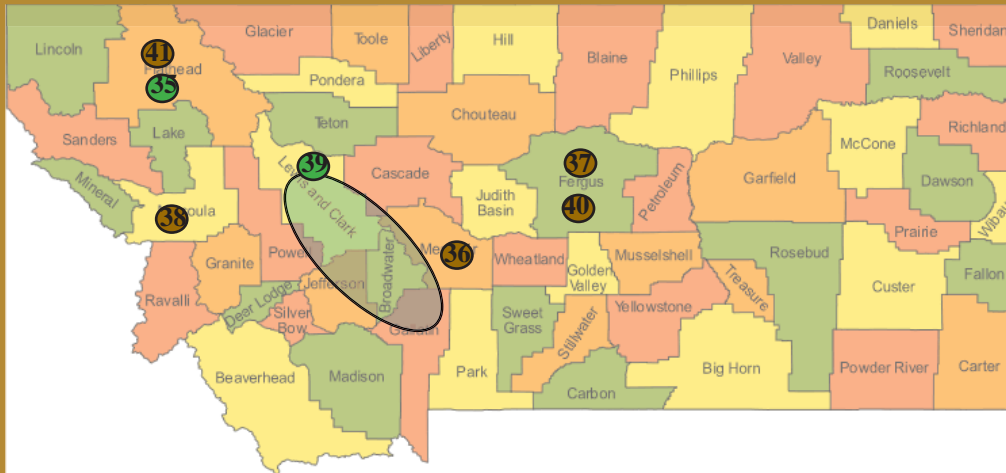 Lincoln
Glacier
Toole
Liberty
Hill
Blaine
Phillips
Valley
Daniels
Sheridan
Roosevelt
Richland
41
Flathead
35
Pondera
Chouteau
Teton
Sanders
Lake
Mineral
39
Lewis and Clark
Cascade
Judith
Basin
37
Fergus
40
Petroleum
Garfield
McCone
Dawson
Prairie
Wibau
38
Missoula
Powell
Granite
Ravalli
Deer Lodge
Silver
Bow
Jefferson
Broadwater
36
Wheatland
Golden
Valley
Musselshell
Treasure
Rosebud
Custer
Fallon
Gallatin
Sweet
Grass
Stillwater
Yellowstone
Beaverhead
Madison
Park
Carbon
Big Horn
Powder River
Carter